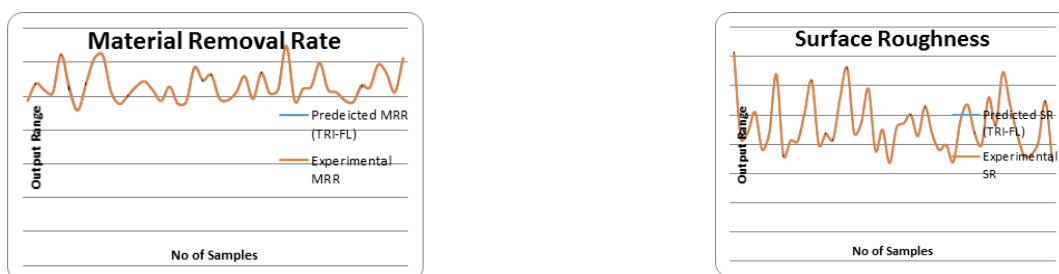 Material Removal Rate
Output Range
Predeicted MRR
(TRI-FL)
Experimental
MRR
No of Samples
Surface Roughness
Output Range
Predicted SR
(TRI-FL)
Experimental
SR
No of Samples